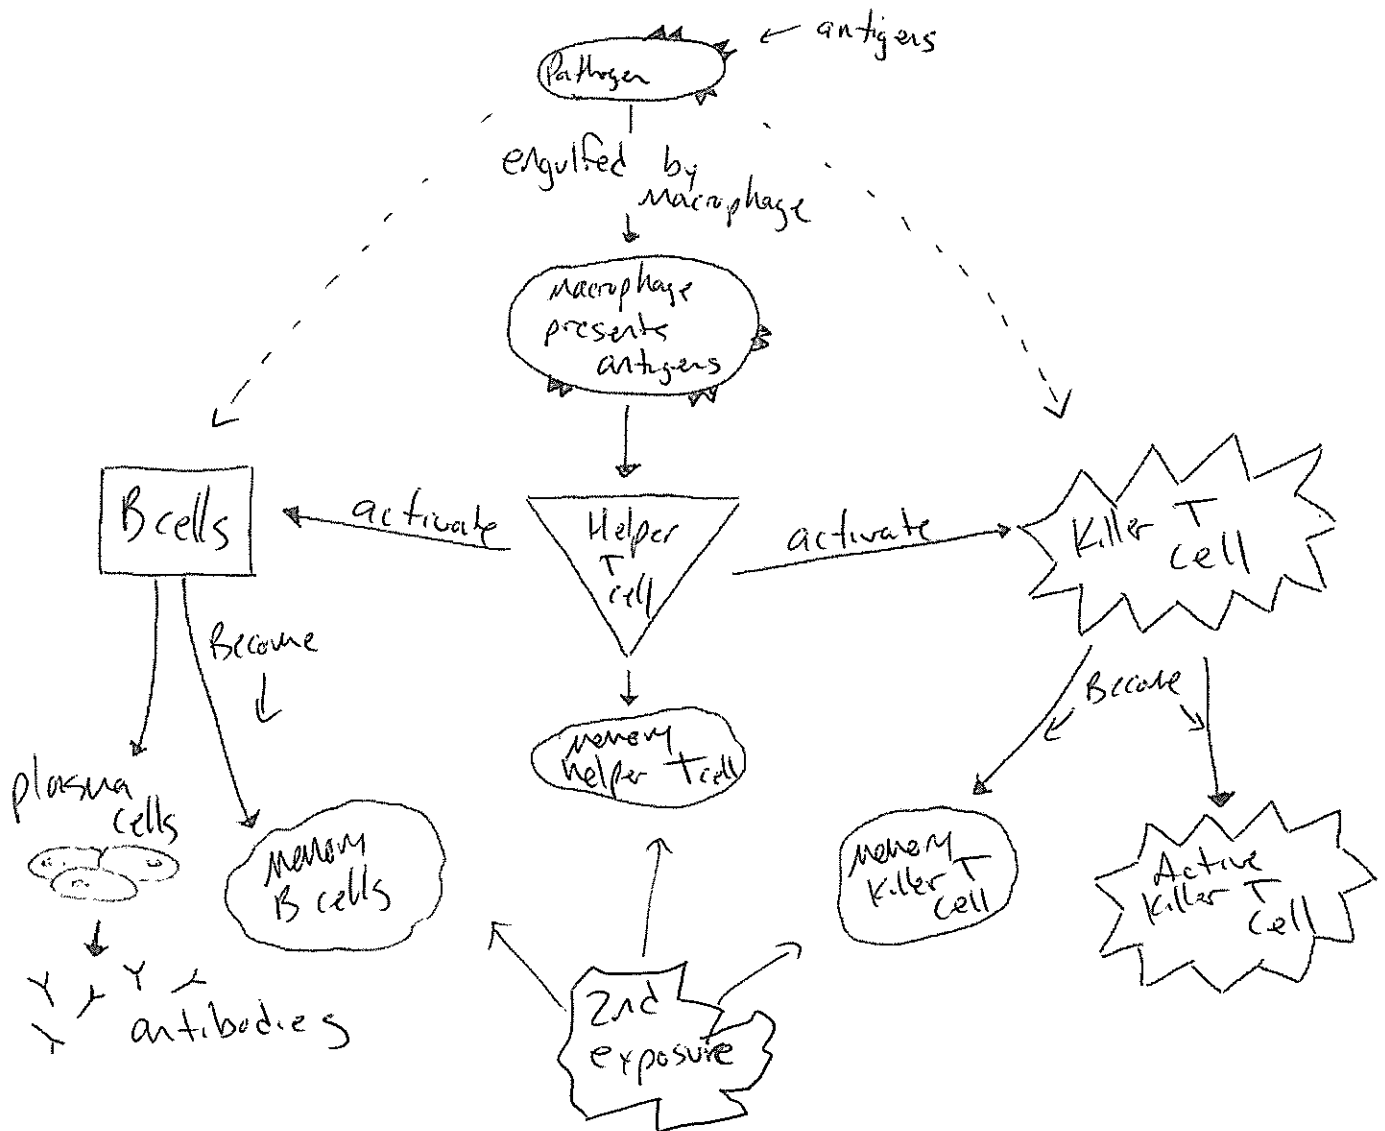 antigens
Pathogen
engulfed by
Macrophage
Macrophage
presents
antigens
B cells
activate
Helper
T
cell
activate
Killer T
cell
Become
Become
plasma
cells
Memory
B cells
Memory
helper T cell
Memory
Killer T
cell
Active
Killer T
cell
antibodies
2nd
exposure